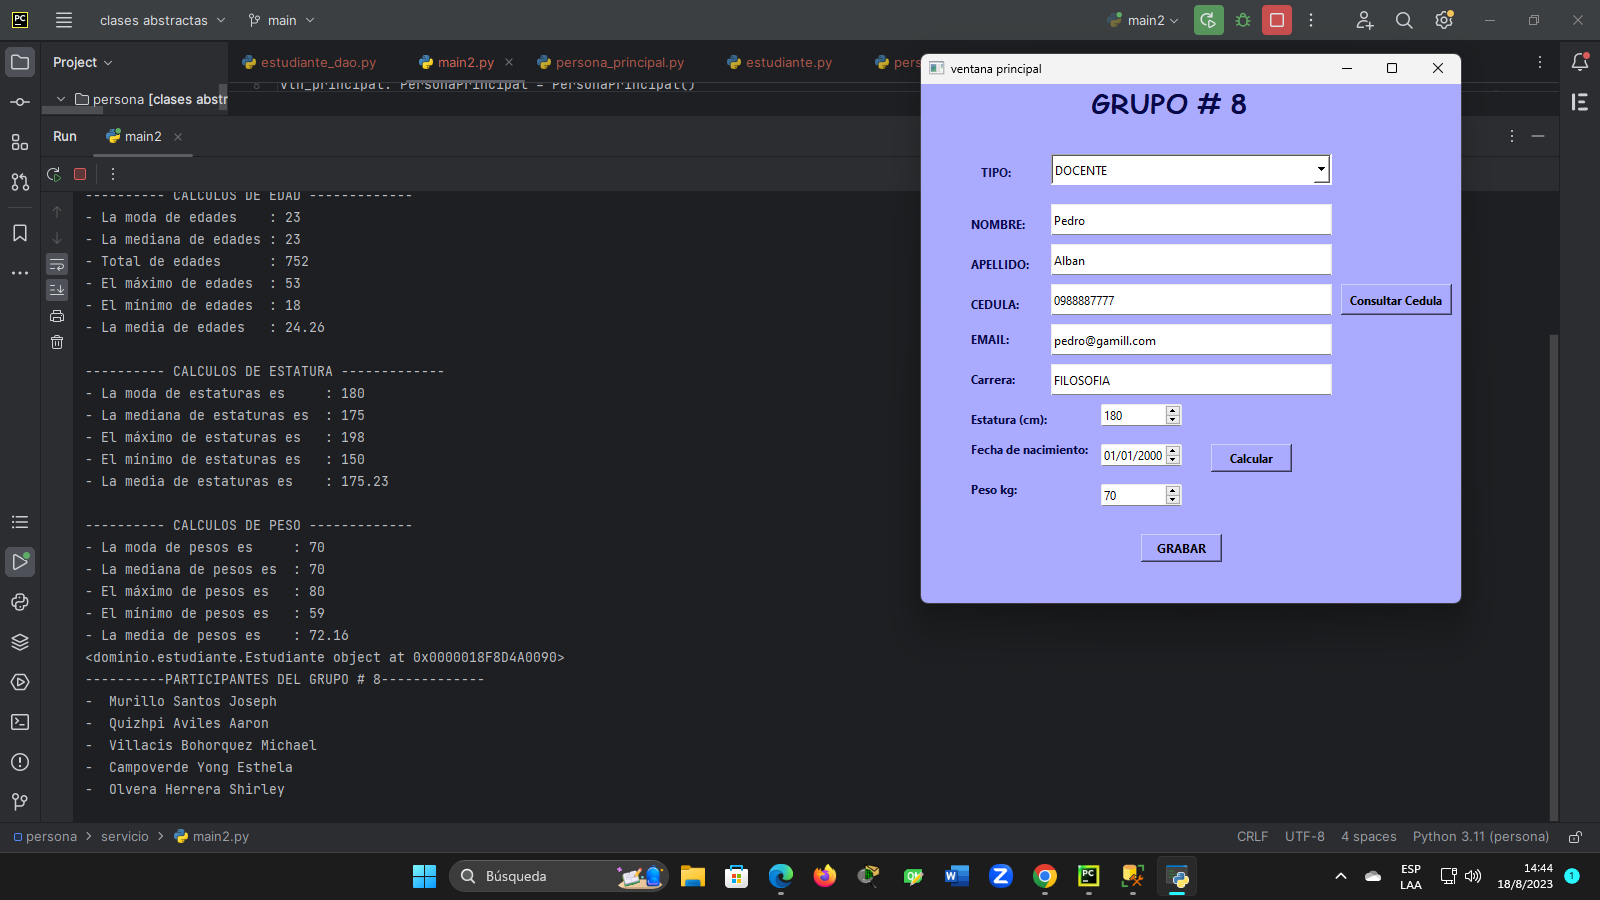 PC
clases abstractas
main
main2
Project
estudiante_dao.py
main2.py
persona_principal.py
estudiante.py
pers
persona [clases abstr
8 vtn_principal: PersonaPrincipal = PersonaPrincipal()
Run
main2
---------- CALCULOS DE EDAD -------------
- La moda de edades    : 23
- La mediana de edades : 23
- Total de edades      : 752
- El máximo de edades  : 53
- El mínimo de edades  : 18
- La media de edades   : 24.26
---------- CALCULOS DE ESTATURA -------------
- La moda de estaturas es     : 180
- La mediana de estaturas es  : 175
- El máximo de estaturas es   : 198
- El mínimo de estaturas es   : 150
- La media de estaturas es    : 175.23
---------- CALCULOS DE PESO -------------
- La moda de pesos es     : 70
- La mediana de pesos es  : 70
- El máximo de pesos es   : 80
- El mínimo de pesos es   : 59
- La media de pesos es    : 72.16
<dominio.estudiante.Estudiante object at 0x0000018F8D4A0090>
----------PARTICIPANTES DEL GRUPO # 8-------------
-  Murillo Santos Joseph
-  Quizhpi Aviles Aaron
-  Villacis Bohorquez Michael
-  Campoverde Yong Esthela
-  Olvera Herrera Shirley
ventana principal
GRUPO # 8
TIPO: DOCENTE
NOMBRE: Pedro
APELLIDO: Alban
CEDULA: 0988887777 Consultar Cedula
EMAIL: pedro@gamill.com
Carrera: FILOSOFIA
Estatura (cm): 180
Fecha de nacimiento: 01/01/2000 Calcular
Peso kg: 70
GRABAR
persona > servicio > main2.py
CRLF UTF-8 4 spaces Python 3.11 (persona)
Búsqueda
ESP
LAA
14:44
18/8/2023
1